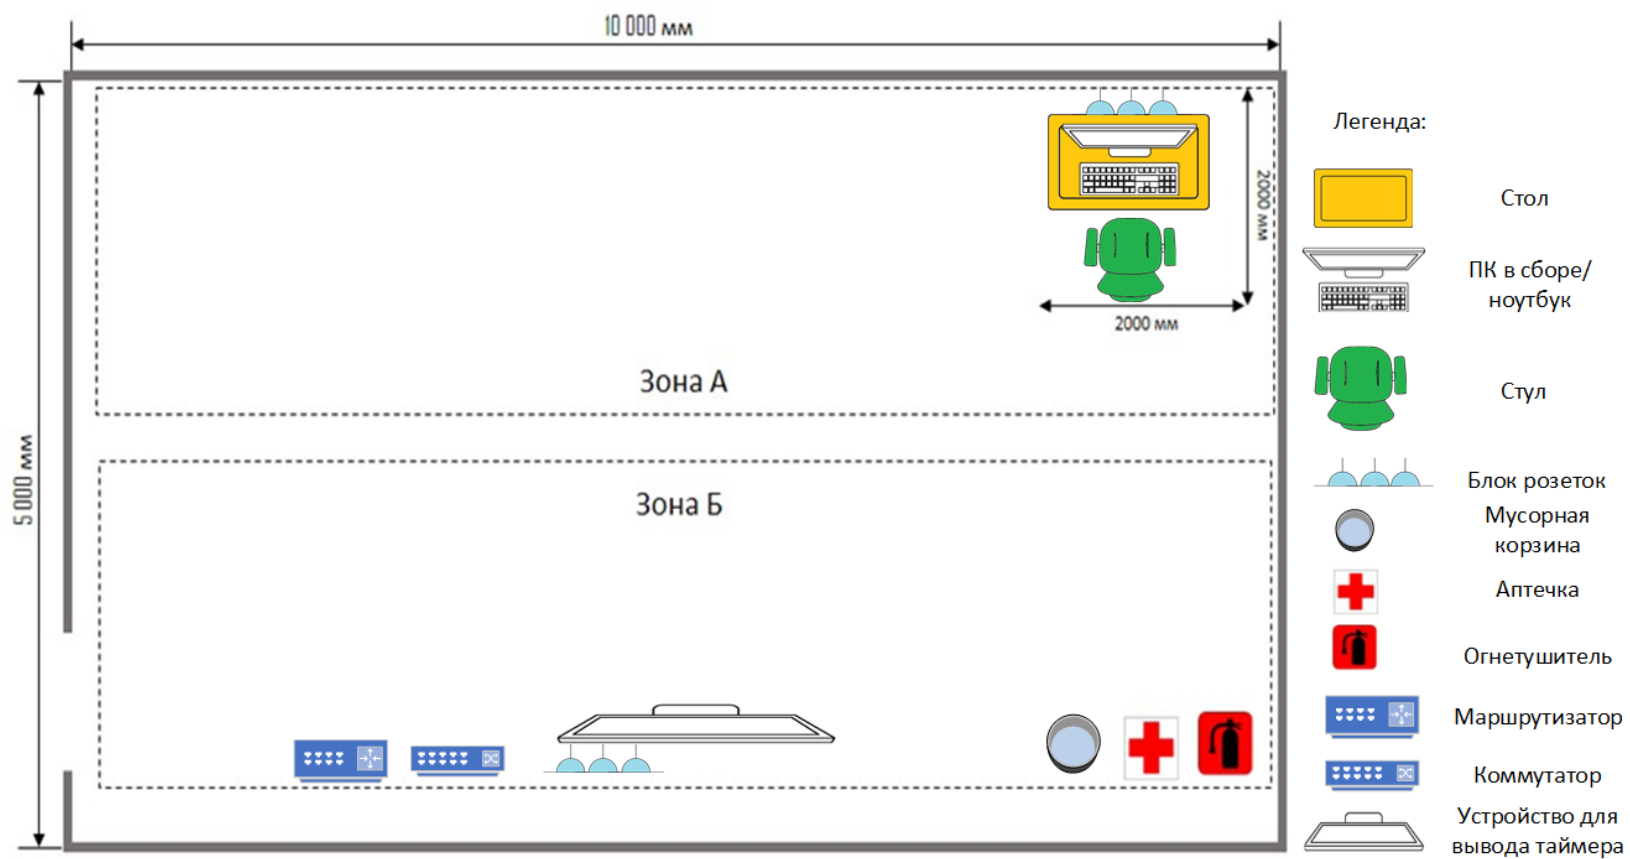 10 000 мм
5 000 мм
2000 мм
2000 мм
Зона А
Зона Б
Легенда:
Стол
ПК в сборе/
ноутбук
Стул
Блок розеток
Мусорная
корзина
Аптечка
Огнетушитель
Маршрутизатор
Коммутатор
Устройство для
вывода таймера